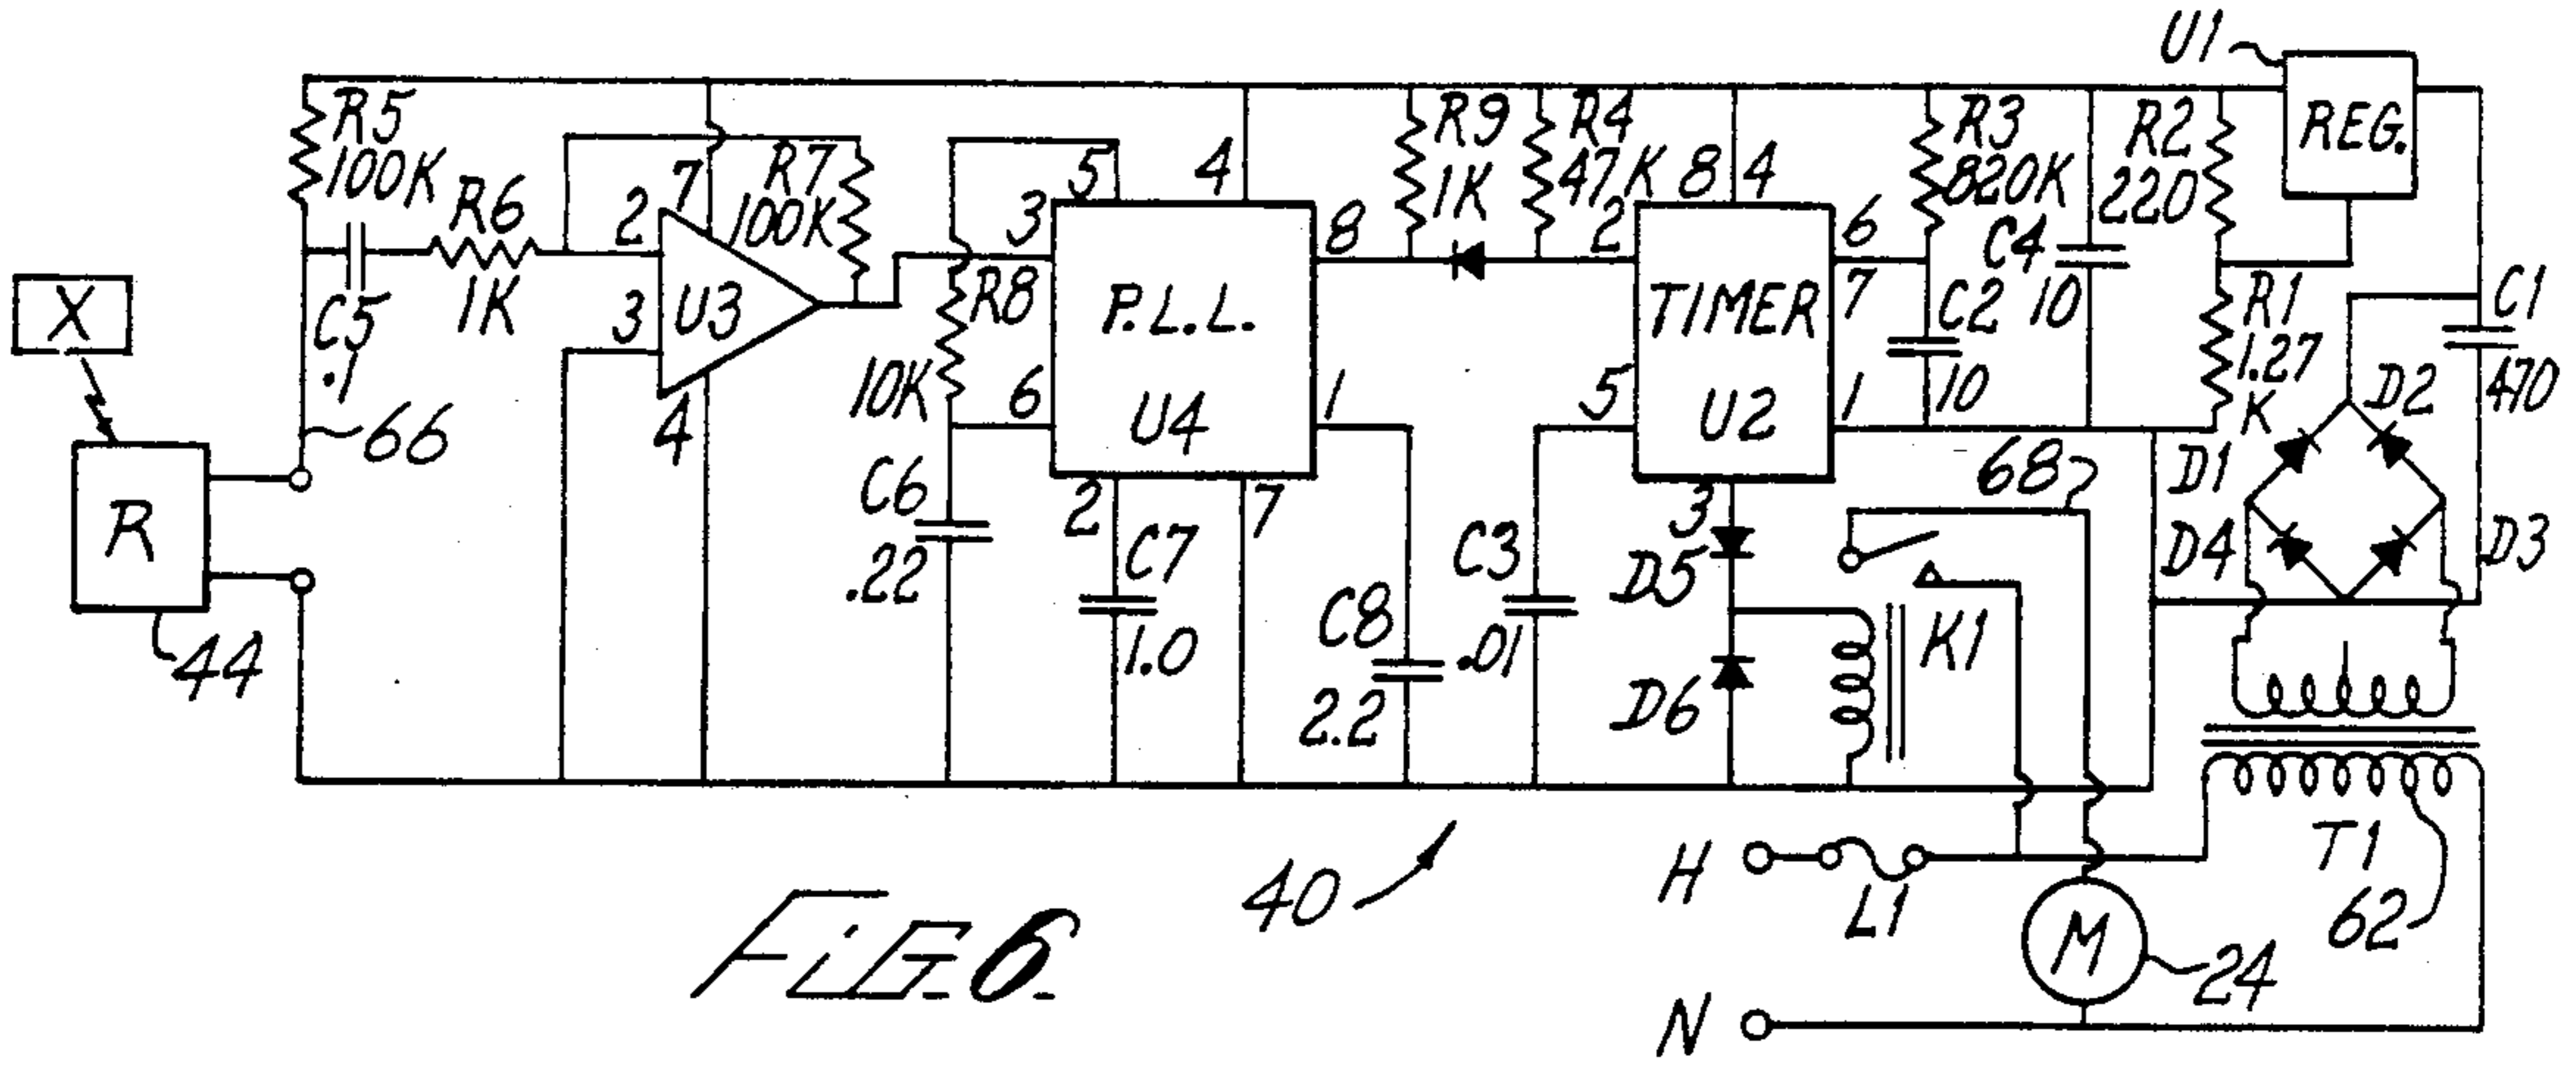 U1
REG.
R5
100K
R6
1K
C5
.1
66
X
R
44
2
7
3
4
U3
R7
100K
R8
10K
C6
.22
5
4
3
6
8
1
2
7
P.L.L.
U4
C7
1.0
C8
2.2
R9
1K
R4
47K
8
4
2
6
7
5
1
3
TIMER
U2
C3
.01
D5
D6
K1
68
R3
820K
C2
10
C4
10
R2
220
R1
1.27
K
C1
470
D2
D1
D4
D3
T1
62
H
L1
M
24
N
40
FIG. 6